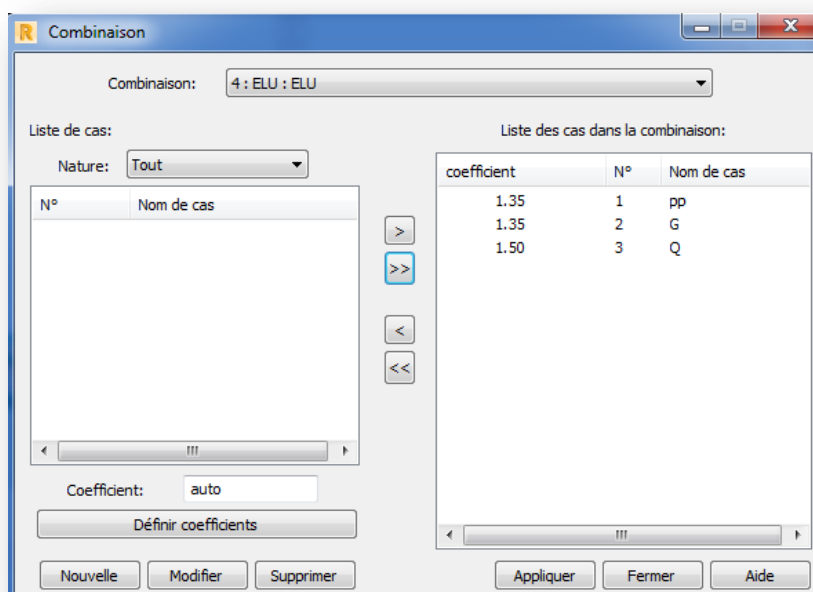 Combinaison
Combinaison: 4 : ELU : ELU
Liste de cas:
Nature: Tout
N° Nom de cas
>
>>
<
<<
Coefficient: auto
Définir coefficients
Nouvelle Modifier Supprimer
Liste des cas dans la combinaison:
coefficient N° Nom de cas
1.35 1 pp
1.35 2 G
1.50 3 Q
Appliquer Fermer Aide